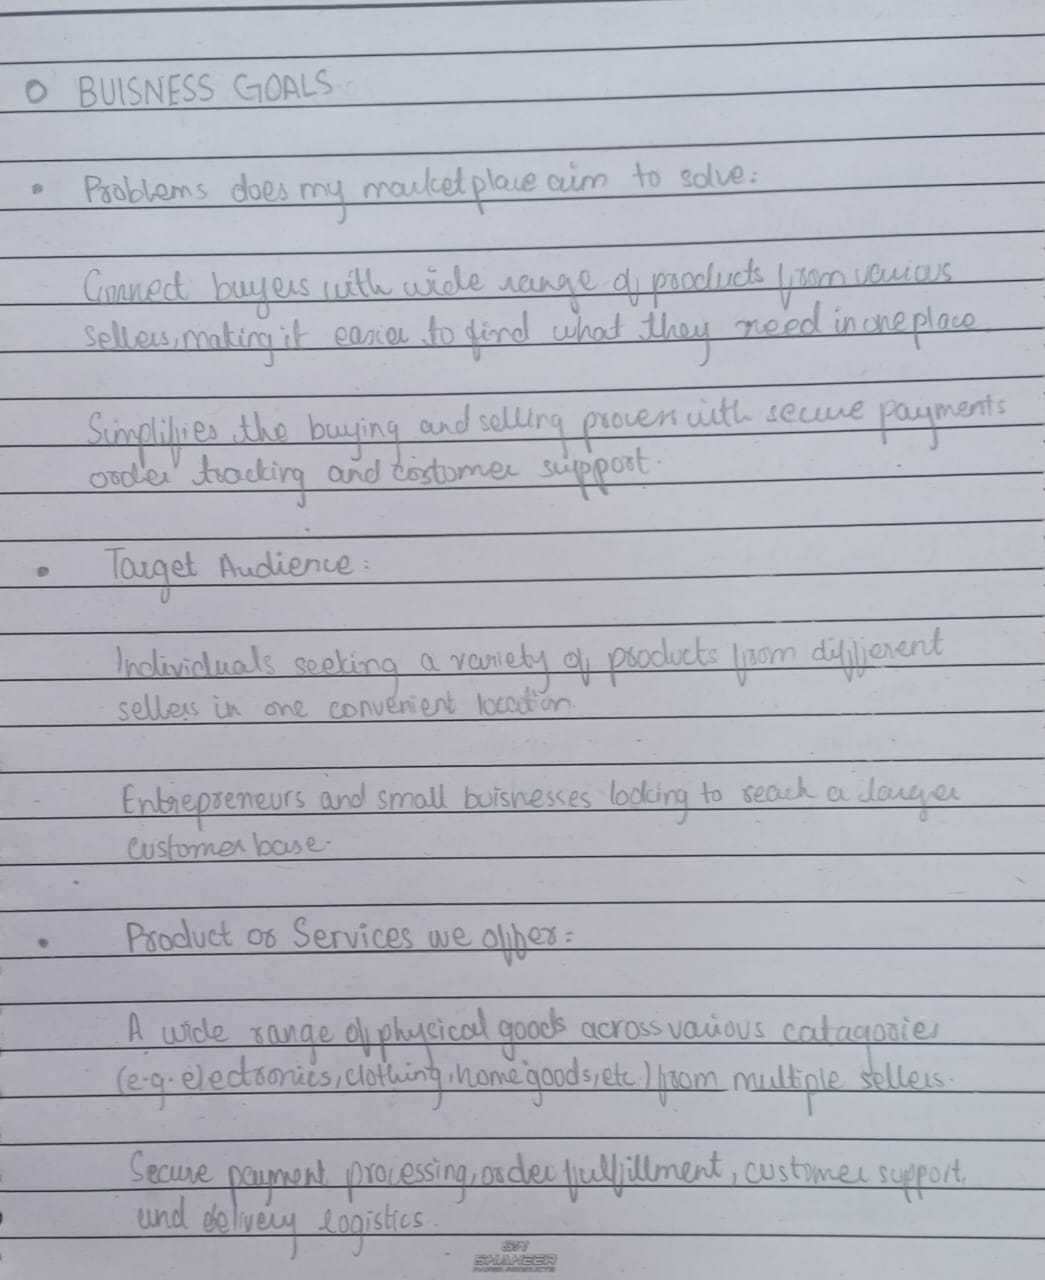 BUISNESS GOALS
Problems does my marketplace aim to solve:
Connect buyers with wide range of products from various
sellers, making it easier to find what they need in one place
Simplifies the buying and selling process with secure payments
order tracking and costomer support.
Target Audience:
Individuals seeking a variety of products from different
sellers in one convenient location.
Entrepreneurs and small buisnesses looking to reach a larger
customer base.
Product or Services we offer:
A wide range of physical goods across various catagories
(e.g. electronics, clothing, home goods, etc.) from multiple sellers.
Secure payment processing, order fulfillment, customer support,
and delivery logistics.
SHAHEER
PAPER PRODUCTS